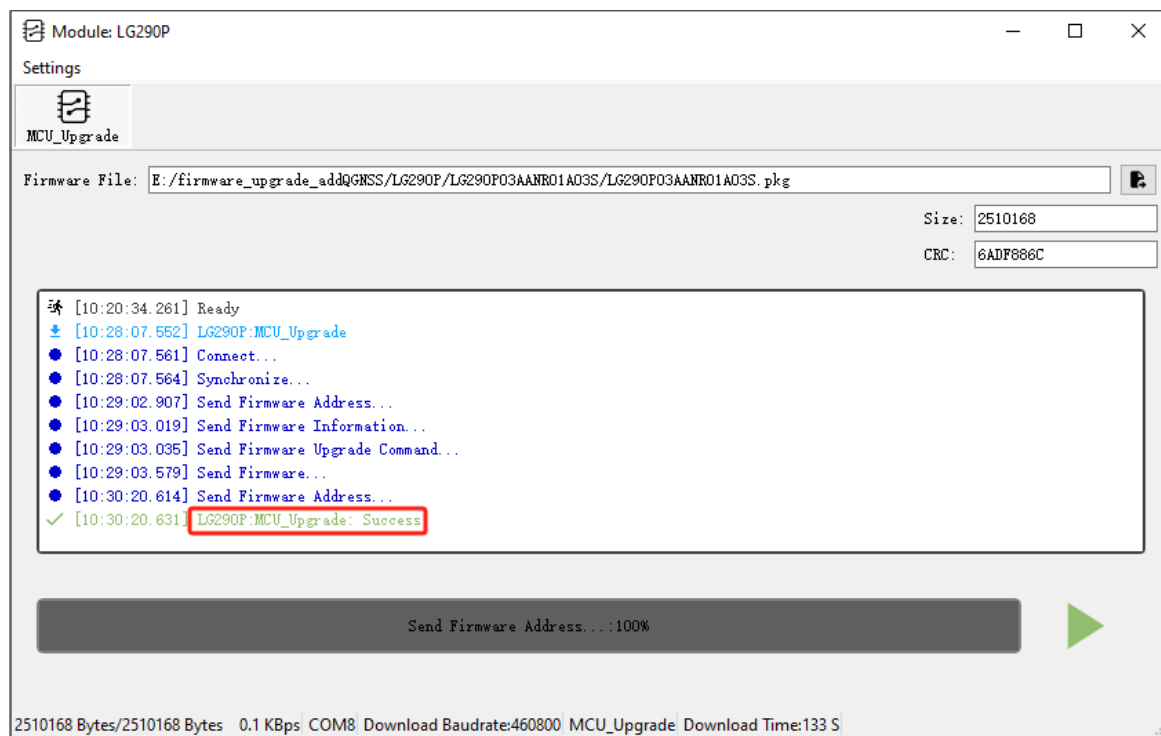 Module: LG290P
Settings
MCU_Upgrade
Firmware File: E:/firmware_upgrade_addQGNSS/LG290P/LG290P03AANR01A03S/LG290P03AANR01A03S.pkg
Size: 2510168
CRC: 6ADF886C
[10:20:34.261] Ready
[10:28:07.552] LG290P:MCU_Upgrade
[10:28:07.561] Connect...
[10:28:07.564] Synchronize...
[10:29:02.907] Send Firmware Address...
[10:29:03.019] Send Firmware Information...
[10:29:03.035] Send Firmware Upgrade Command...
[10:29:03.579] Send Firmware...
[10:30:20.614] Send Firmware Address...
[10:30:20.631] LG290P:MCU_Upgrade: Success
Send Firmware Address...:100%
2510168 Bytes/2510168 Bytes 0.1 KBps COM8 Download Baudrate:460800 MCU_Upgrade Download Time:133 S